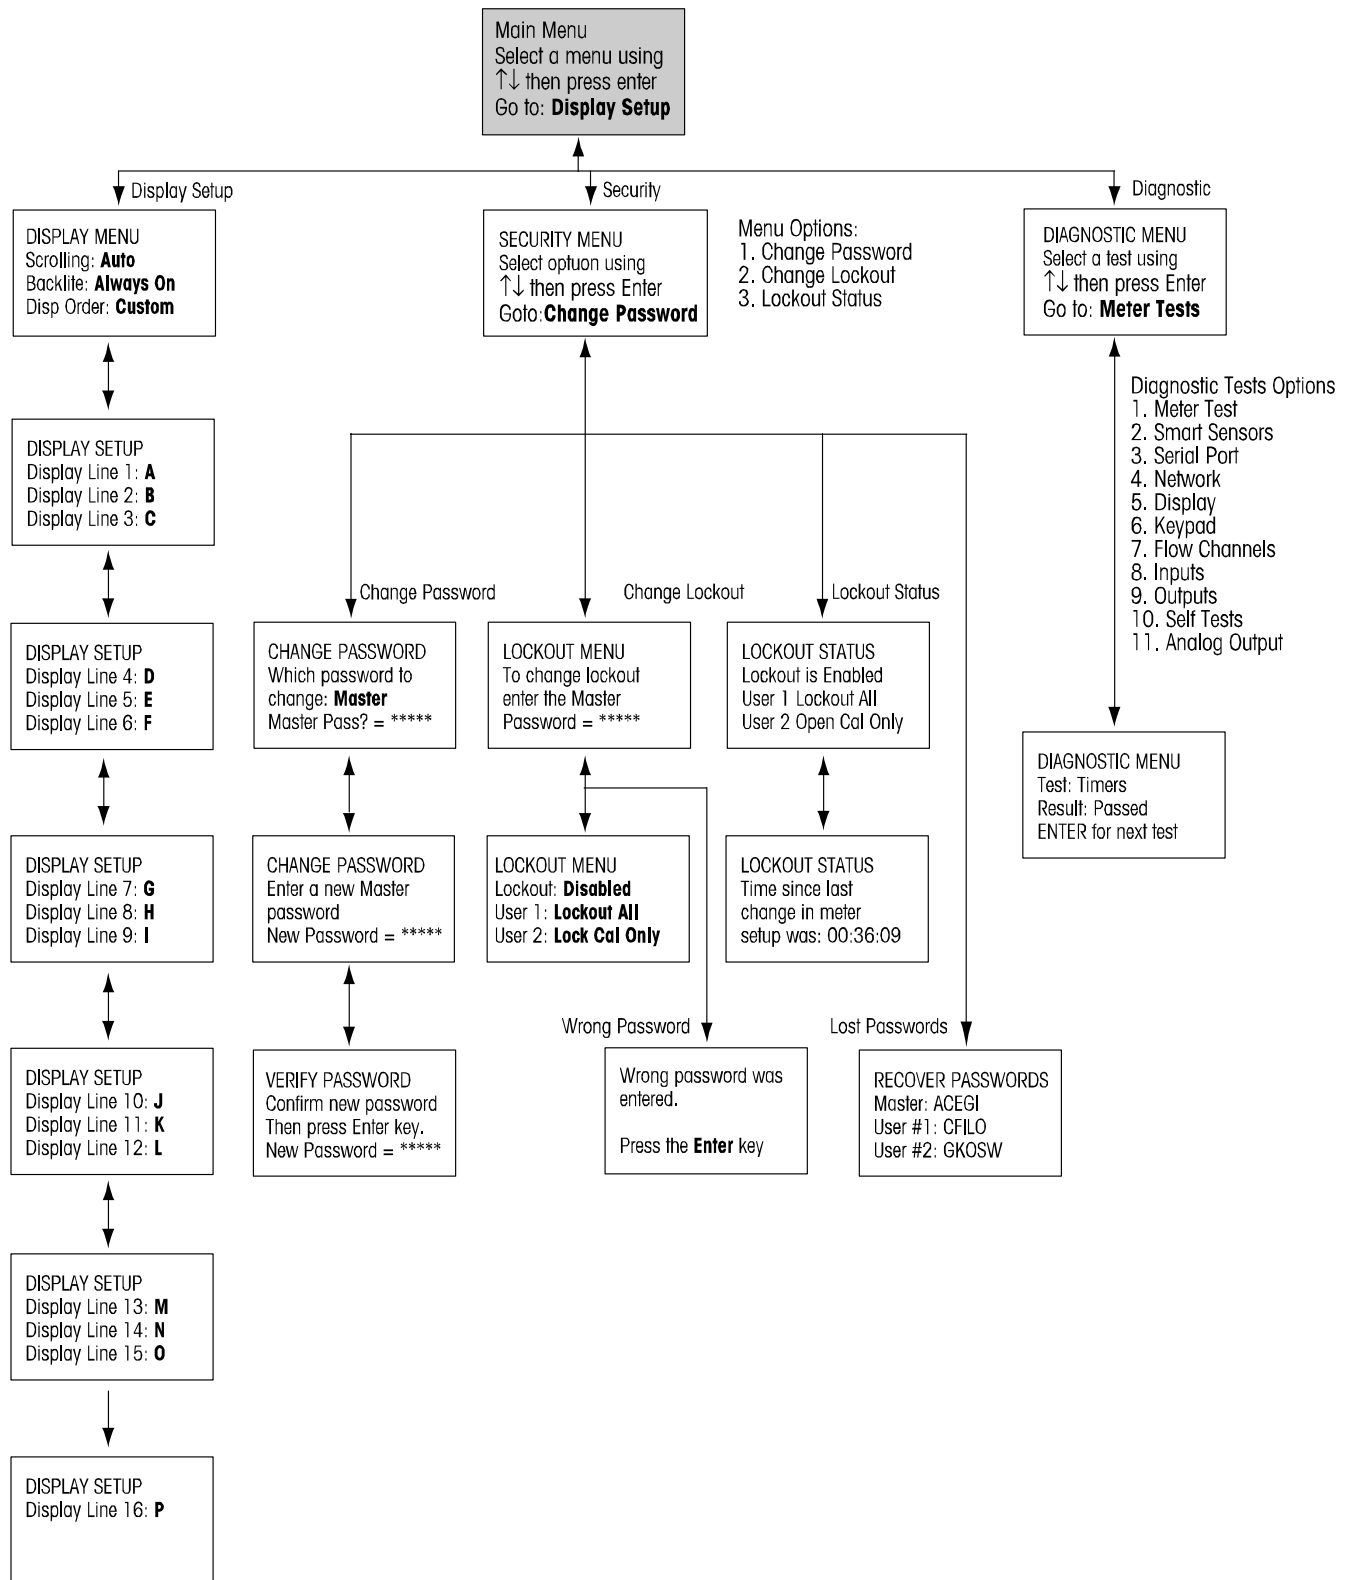 Main Menu
Select a menu using
↑↓ then press enter
Go to: Display Setup
Display Setup
Security
Diagnostic
DISPLAY MENU
Scrolling: Auto
Backlite: Always On
Disp Order: Custom
SECURITY MENU
Select optuon using
↑↓ then press Enter
Goto:Change Password
Menu Options:
1. Change Password
2. Change Lockout
3. Lockout Status
DIAGNOSTIC MENU
Select a test using
↑↓ then press Enter
Go to: Meter Tests
Diagnostic Tests Options
1. Meter Test
2. Smart Sensors
3. Serial Port
4. Network
5. Display
6. Keypad
7. Flow Channels
8. Inputs
9. Outputs
10. Self Tests
11. Analog Output
DISPLAY SETUP
Display Line 1: A
Display Line 2: B
Display Line 3: C
Change Password
Change Lockout
Lockout Status
DISPLAY SETUP
Display Line 4: D
Display Line 5: E
Display Line 6: F
CHANGE PASSWORD
Which password to
change: Master
Master Pass? = *****
LOCKOUT MENU
To change lockout
enter the Master
Password = *****
LOCKOUT STATUS
Lockout is Enabled
User 1 Lockout All
User 2 Open Cal Only
DIAGNOSTIC MENU
Test: Timers
Result: Passed
ENTER for next test
DISPLAY SETUP
Display Line 7: G
Display Line 8: H
Display Line 9: I
CHANGE PASSWORD
Enter a new Master
password
New Password = *****
LOCKOUT MENU
Lockout: Disabled
User 1: Lockout All
User 2: Lock Cal Only
LOCKOUT STATUS
Time since last
change in meter
setup was: 00:36:09
Wrong Password
Lost Passwords
DISPLAY SETUP
Display Line 10: J
Display Line 11: K
Display Line 12: L
VERIFY PASSWORD
Confirm new password
Then press Enter key.
New Password = *****
Wrong password was
entered.
Press the Enter key
RECOVER PASSWORDS
Master: ACEGI
User #1: CFILO
User #2: GKOSW
DISPLAY SETUP
Display Line 13: M
Display Line 14: N
Display Line 15: O
DISPLAY SETUP
Display Line 16: P